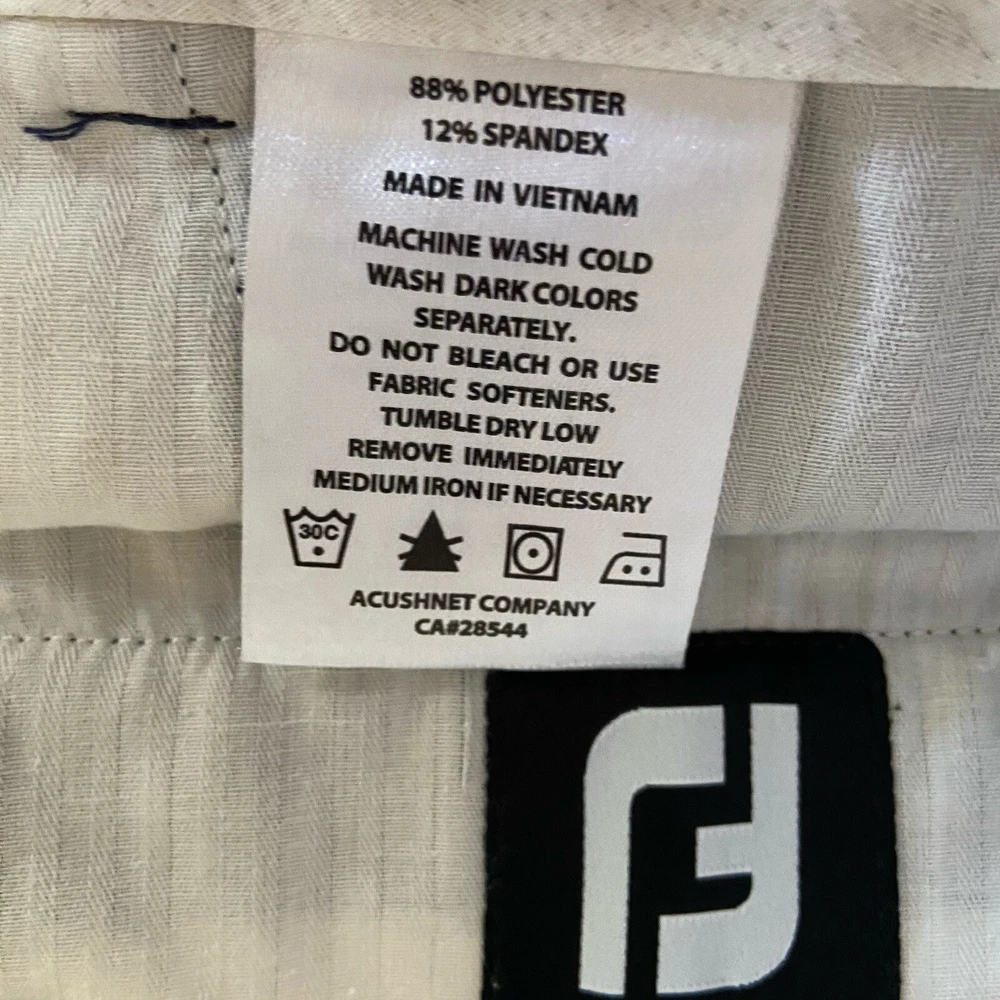 88% POLYESTER
12% SPANDEX
MADE IN VIETNAM
MACHINE WASH COLD
WASH DARK COLORS
SEPARATELY.
DO NOT BLEACH OR USE
FABRIC SOFTENERS.
TUMBLE DRY LOW
REMOVE IMMEDIATELY
MEDIUM IRON IF NECESSARY
30C
ACUSHNET COMPANY
CA#28544
FJ